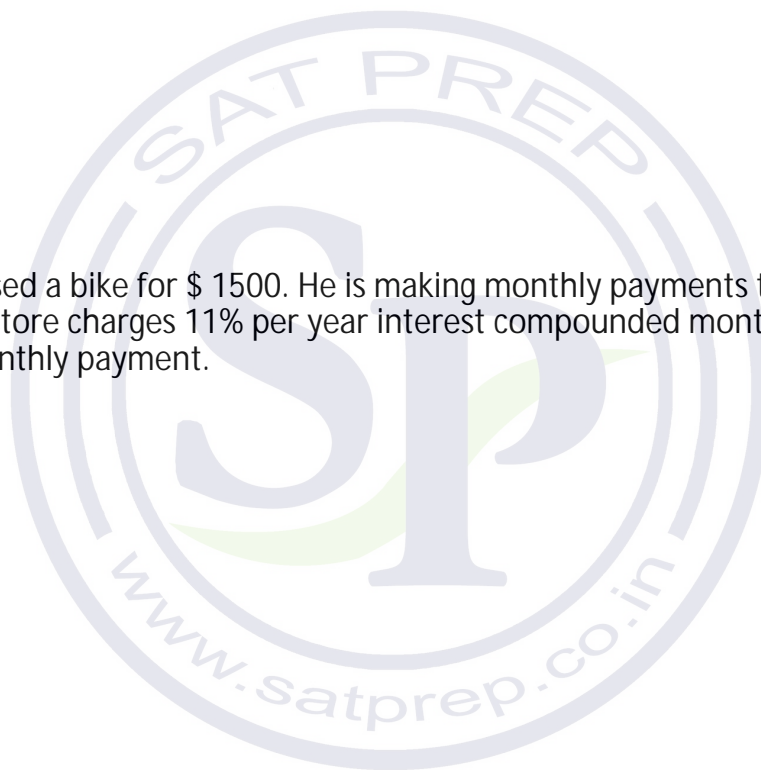 SAT PREP
sed a bike for $ 1500. He is making monthly payments
tore charges 11% per year interest compounded mont
nthly payment.
SP
www.satprep.co.in